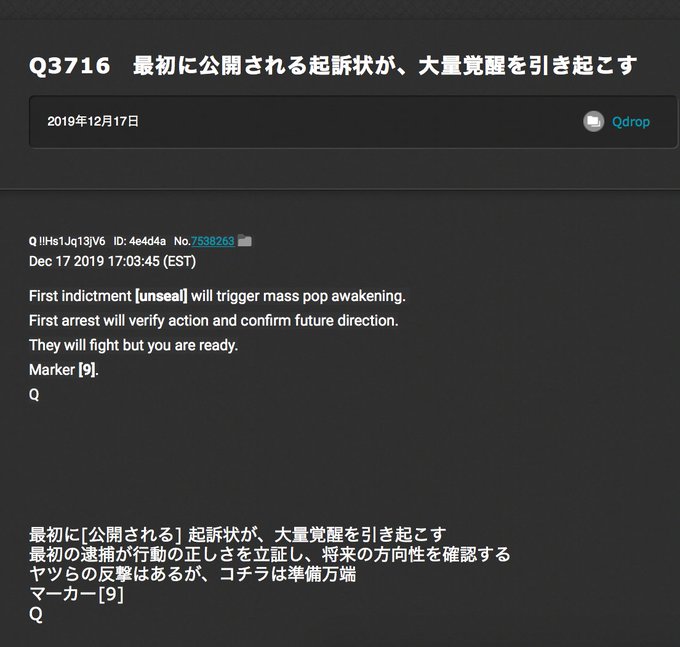 Q3716　最初に公開される起訴状が、大量覚醒を引き起こす
2019年12月17日
Qdrop
Q !!Hs1Jq13jV6 ID: 4e4d4a No.7538263
Dec 17 2019 17:03:45 (EST)
First indictment [unseal] will trigger mass pop awakening.
First arrest will verify action and confirm future direction.
They will fight but you are ready.
Marker [9].
Q
最初に[公開される] 起訴状が、大量覚醒を引き起こす
最初の逮捕が行動の正しさを立証し、将来の方向性を確認する
ヤツらの反撃はあるが、コチラは準備万端
マーカー[9]
Q